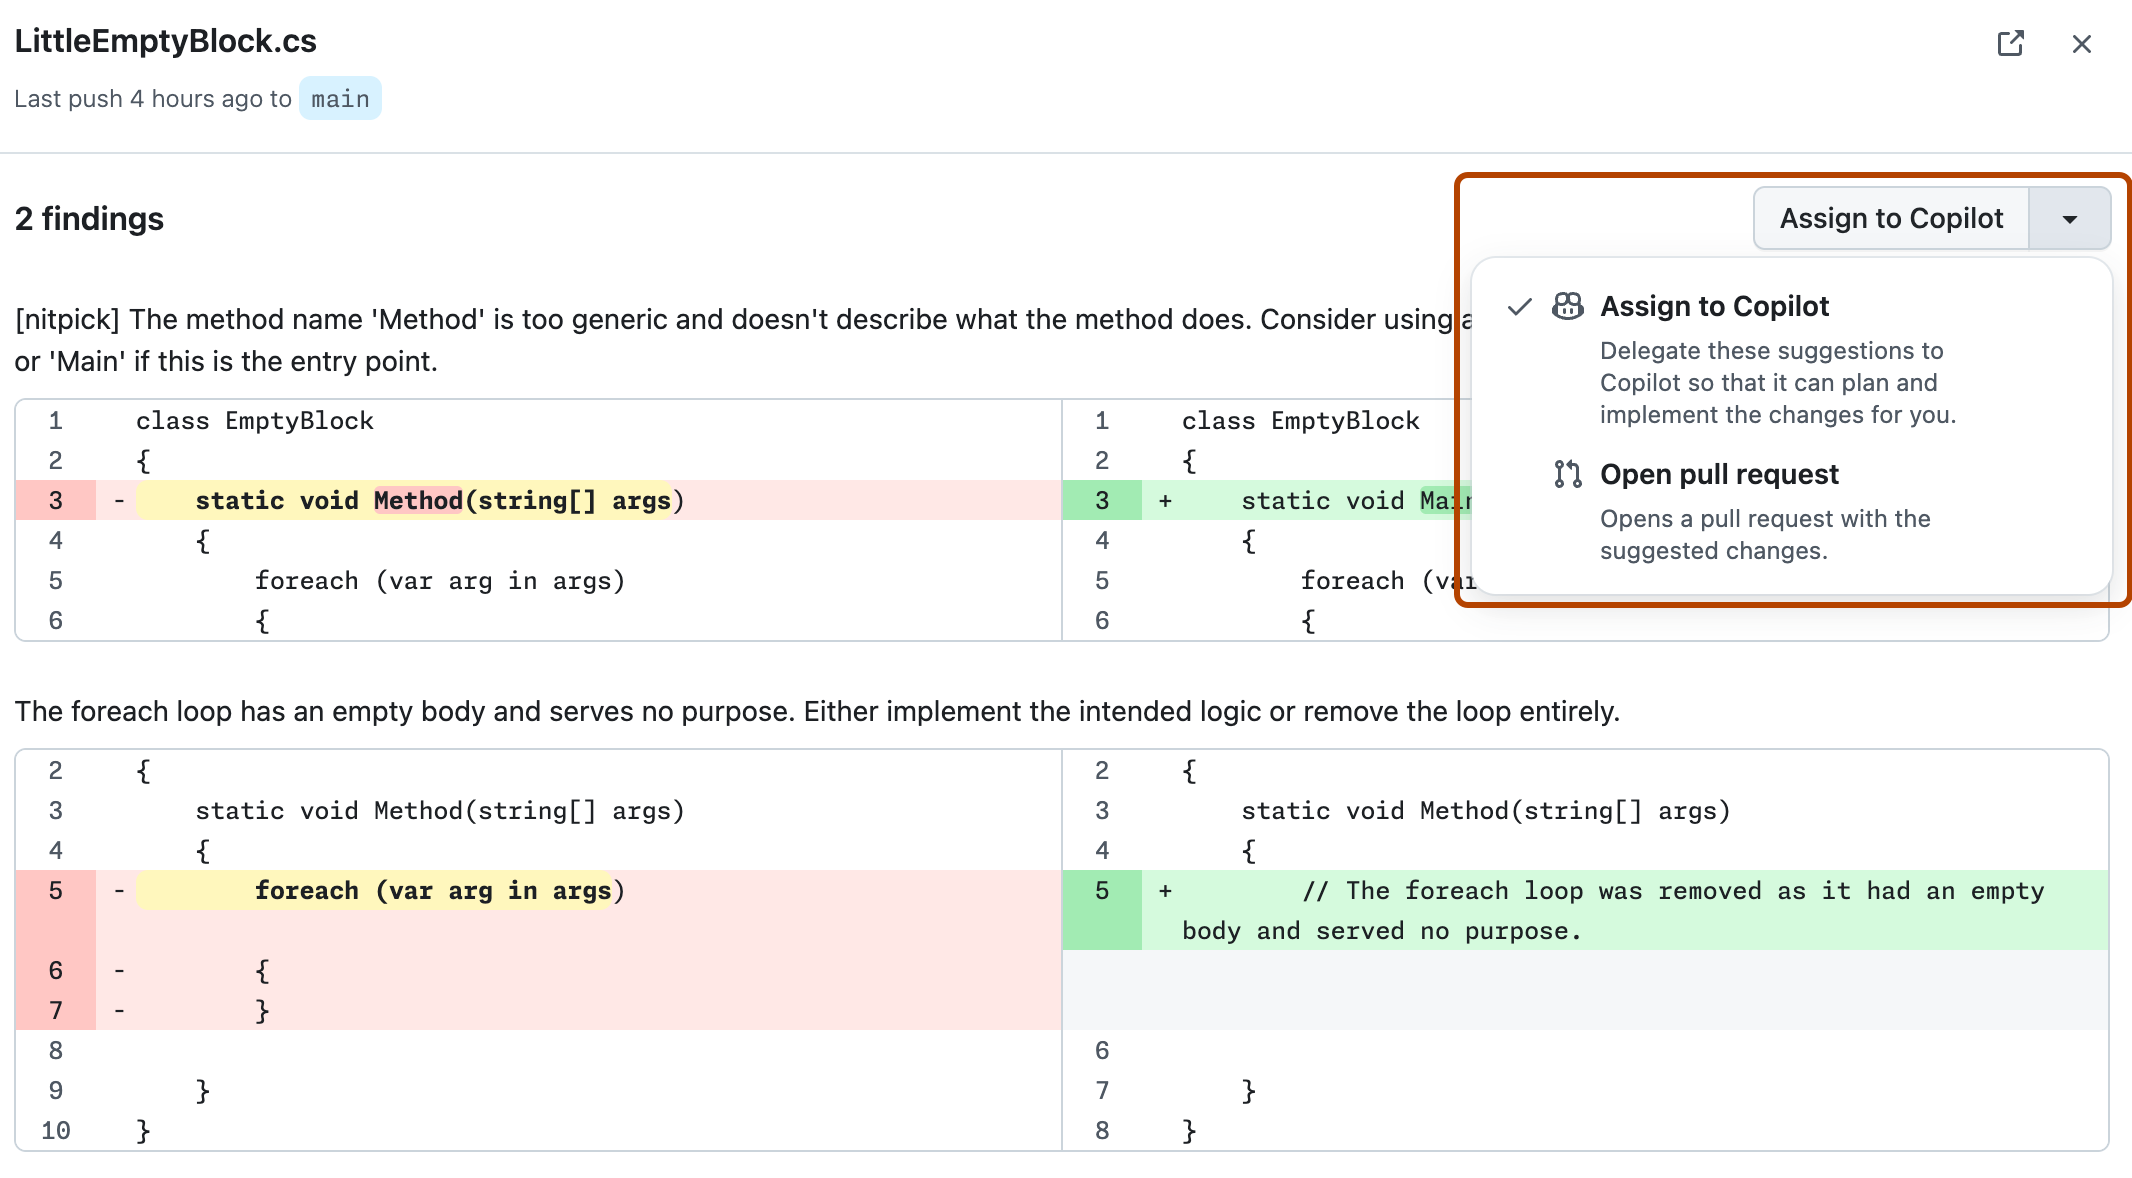 LittleEmptyBlock.cs
Last push 4 hours ago to main
2 findings
Assign to Copilot
Assign to Copilot
Delegate these suggestions to
Copilot so that it can plan and
implement the changes for you.
Open pull request
Opens a pull request with the
suggested changes.
[nitpick] The method name 'Method' is too generic and doesn't describe what the method does. Consider using
or 'Main' if this is the entry point.
1 class EmptyBlock
2 {
3 - static void Method(string[] args)
4 {
5 foreach (var arg in args)
6 {
1 class EmptyBlock
2 {
3 + static void Main
4 {
5 foreach (var
6 {
The foreach loop has an empty body and serves no purpose. Either implement the intended logic or remove the loop entirely.
2 {
3 static void Method(string[] args)
4 {
5 - foreach (var arg in args)
6 - {
7 - }
8
9 }
10 }
2 {
3 static void Method(string[] args)
4 {
5 + // The foreach loop was removed as it had an empty
body and served no purpose.
6
7 }
8 }